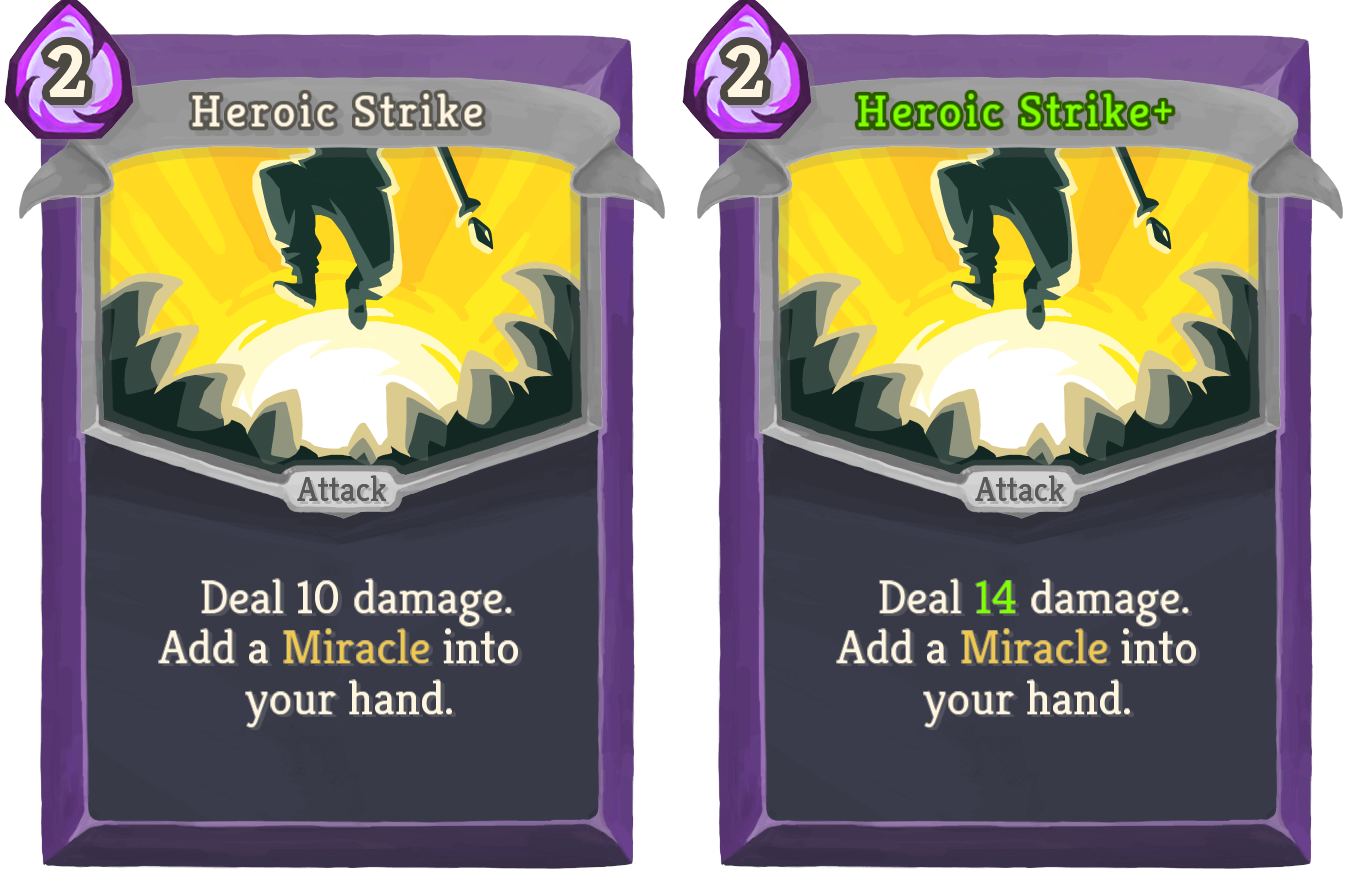 2
Heroic Strike
Attack
Deal 10 damage.
Add a Miracle into
your hand.
2
Heroic Strike+
Attack
Deal 14 damage.
Add a Miracle into
your hand.